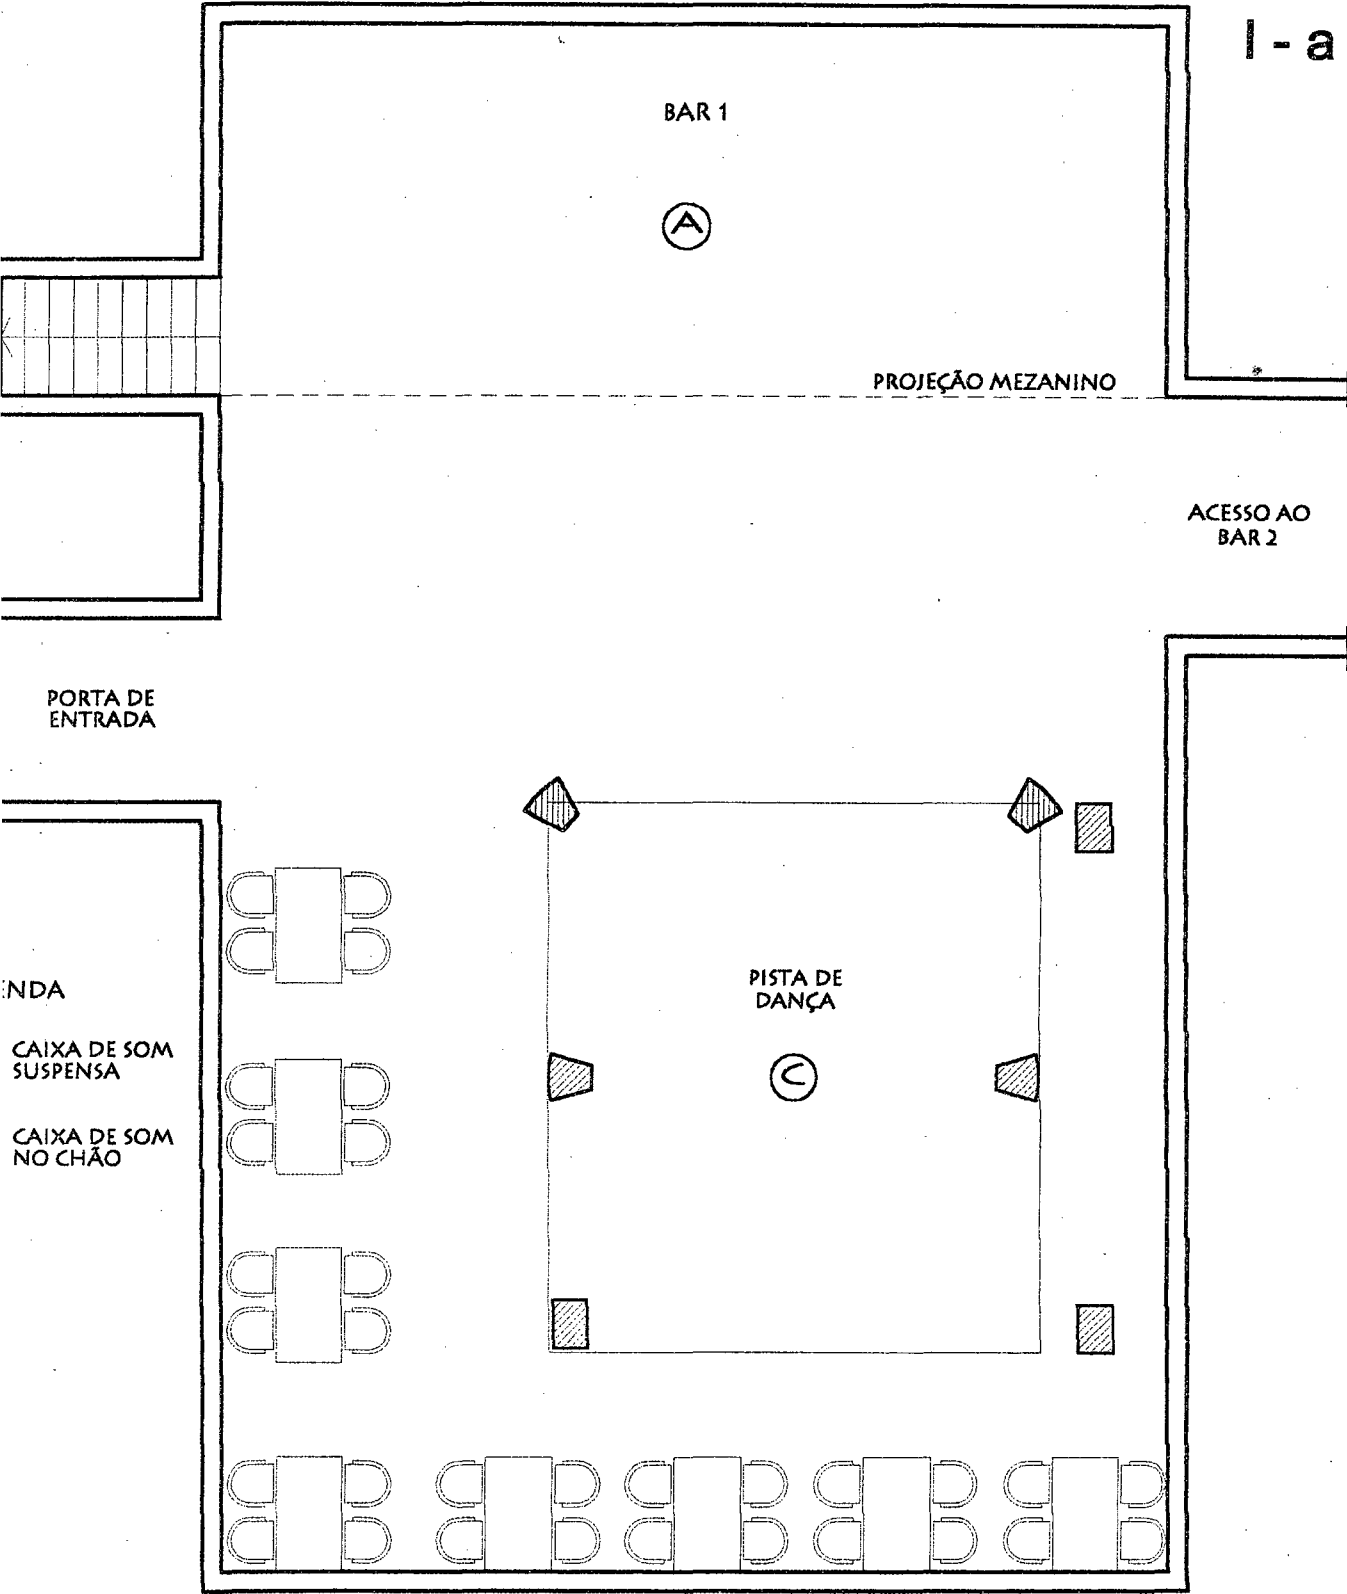 I - a
BAR 1
A
PROJEÇÃO MEZANINO
ACESSO AO
BAR 2
PORTA DE
ENTRADA
PISTA DE
DANÇA
C
ENDA
CAIXA DE SOM
SUSPENSA
CAIXA DE SOM
NO CHÃO